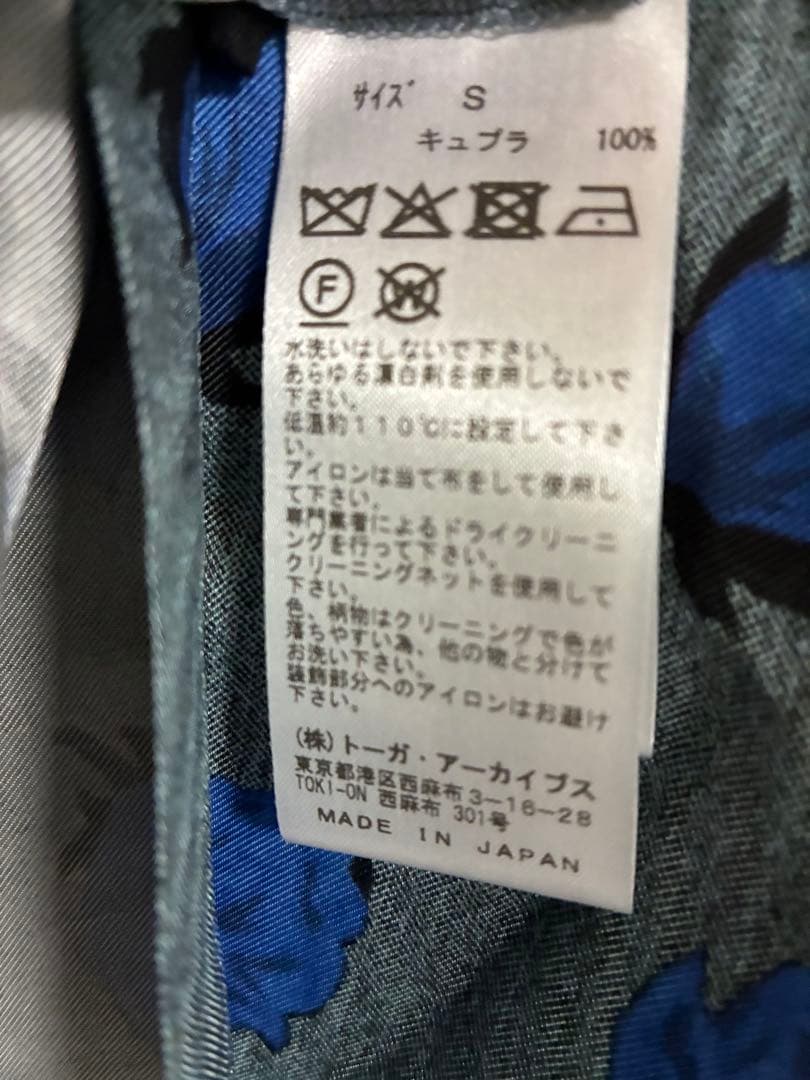 サイズ S
キュプラ 100%
F
W
水洗いはしないで下さい。
あらゆる漂白剤を使用しないで
下さい。
低温約110℃に設定して下さ
い。
アイロンは当て布をして使用し
て下さい。
専門業者によるドライクリーニ
ングを行って下さい。
クリーニングネットを使用して
下さい。
色、柄物はクリーニングで色が
落ちやすい為、他の物と分けて
お洗い下さい。
装飾部分へのアイロンはお避け
下さい。
(株)トーガ・アーカイブス
東京都港区西麻布3-16-28
TOKI-ON 西麻布 301号
MADE IN JAPAN